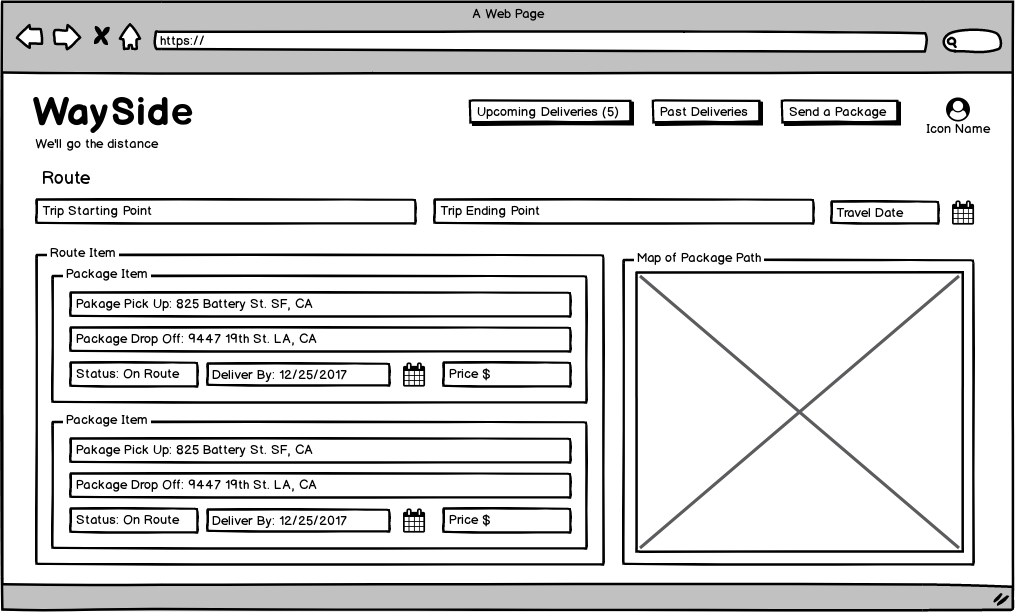 A Web Page
https://
WaySide
We'll go the distance
Upcoming Deliveries (5)
Past Deliveries
Send a Package
Icon Name
Route
Trip Starting Point
Trip Ending Point
Travel Date
Route Item
Package Item
Pakage Pick Up: 825 Battery St. SF, CA
Package Drop Off: 9447 19th St. LA, CA
Status: On Route
Deliver By: 12/25/2017
Price $
Package Item
Pakage Pick Up: 825 Battery St. SF, CA
Package Drop Off: 9447 19th St. LA, CA
Status: On Route
Deliver By: 12/25/2017
Price $
Map of Package Path